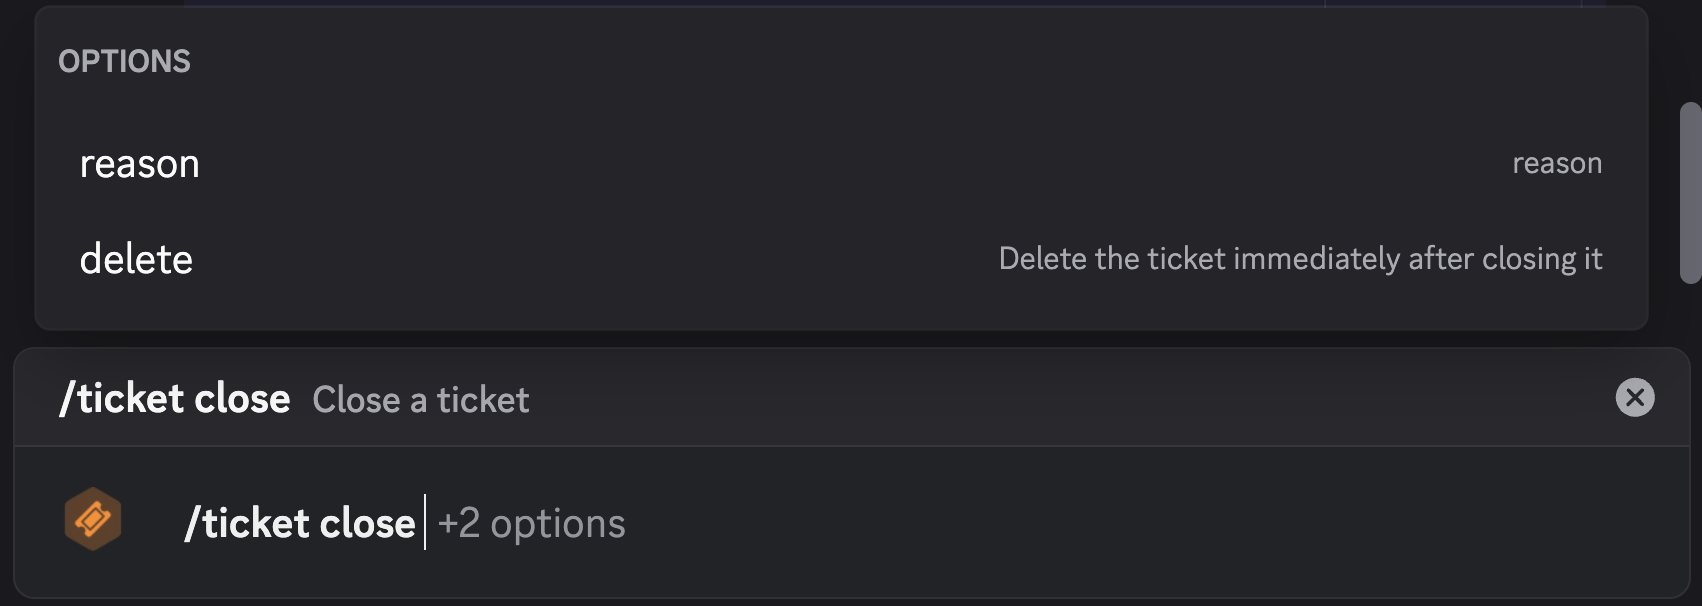 OPTIONS
reason reason
delete Delete the ticket immediately after closing it
/ticket close Close a ticket
/ticket close +2 options